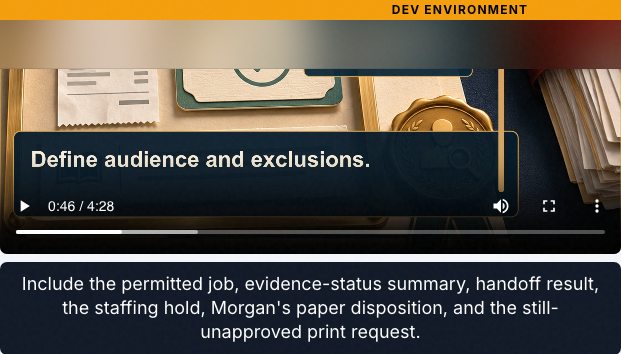 DEV ENVIRONMENT
Define audience and exclusions.
0:46 / 4:28
Include the permitted job, evidence-status summary, handoff result,
the staffing hold, Morgan's paper disposition, and the still-
unapproved print request.